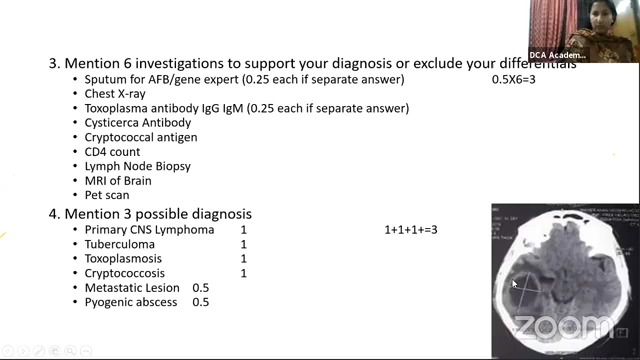 DCA Academ...
3. Mention 6 investigations to support your diagnosis or exclude your differentials
• Sputum for AFB/gene expert (0.25 each if separate answer) 0.5X6=3
• Chest X-ray
• Toxoplasma antibody IgG IgM (0.25 each if separate answer)
• Cysticerca Antibody
• Cryptococcal antigen
• CD4 count
• Lymph Node Biopsy
• MRI of Brain
• Pet scan
4. Mention 3 possible diagnosis
• Primary CNS Lymphoma 1 1+1+1+=3
• Tuberculoma 1
• Toxoplasmosis 1
• Cryptococcosis 1
• Metastatic Lesion 0.5
• Pyogenic abscess 0.5
zoom